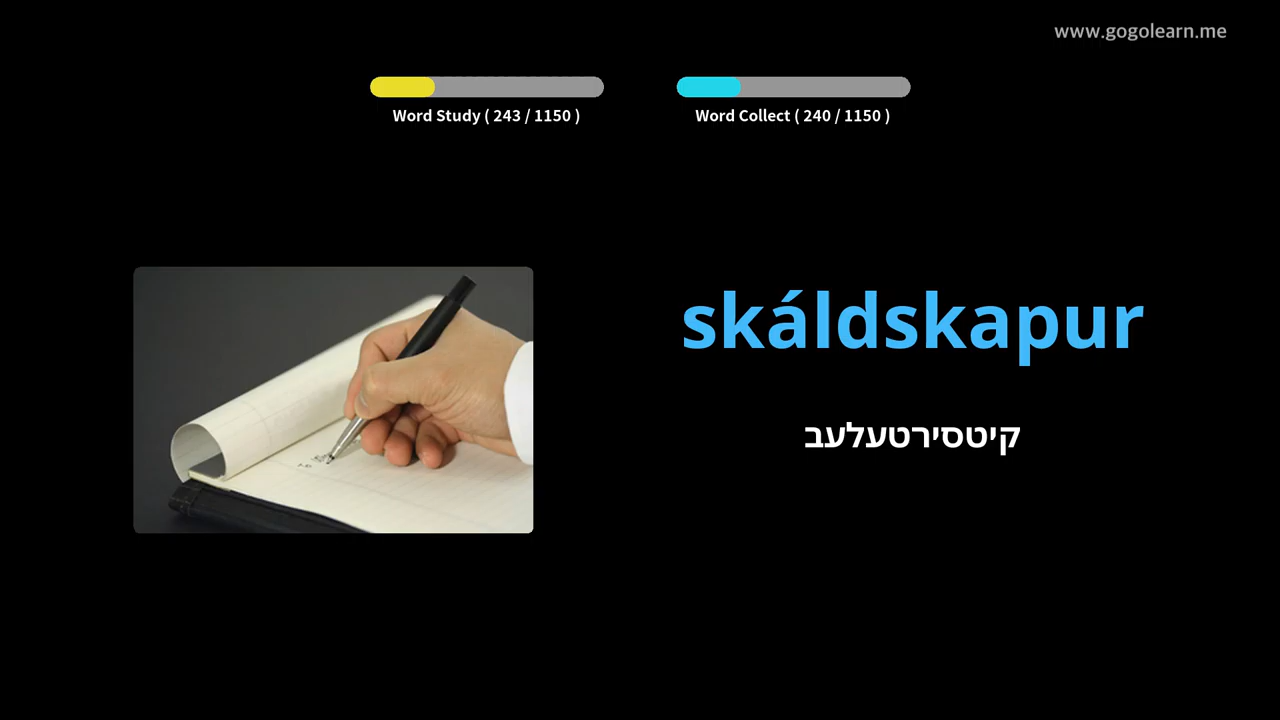 www.gogolearn.me
Word Study ( 243 / 1150 )
Word Collect ( 240 / 1150 )
skáldskapur
קיטסירטעלעב